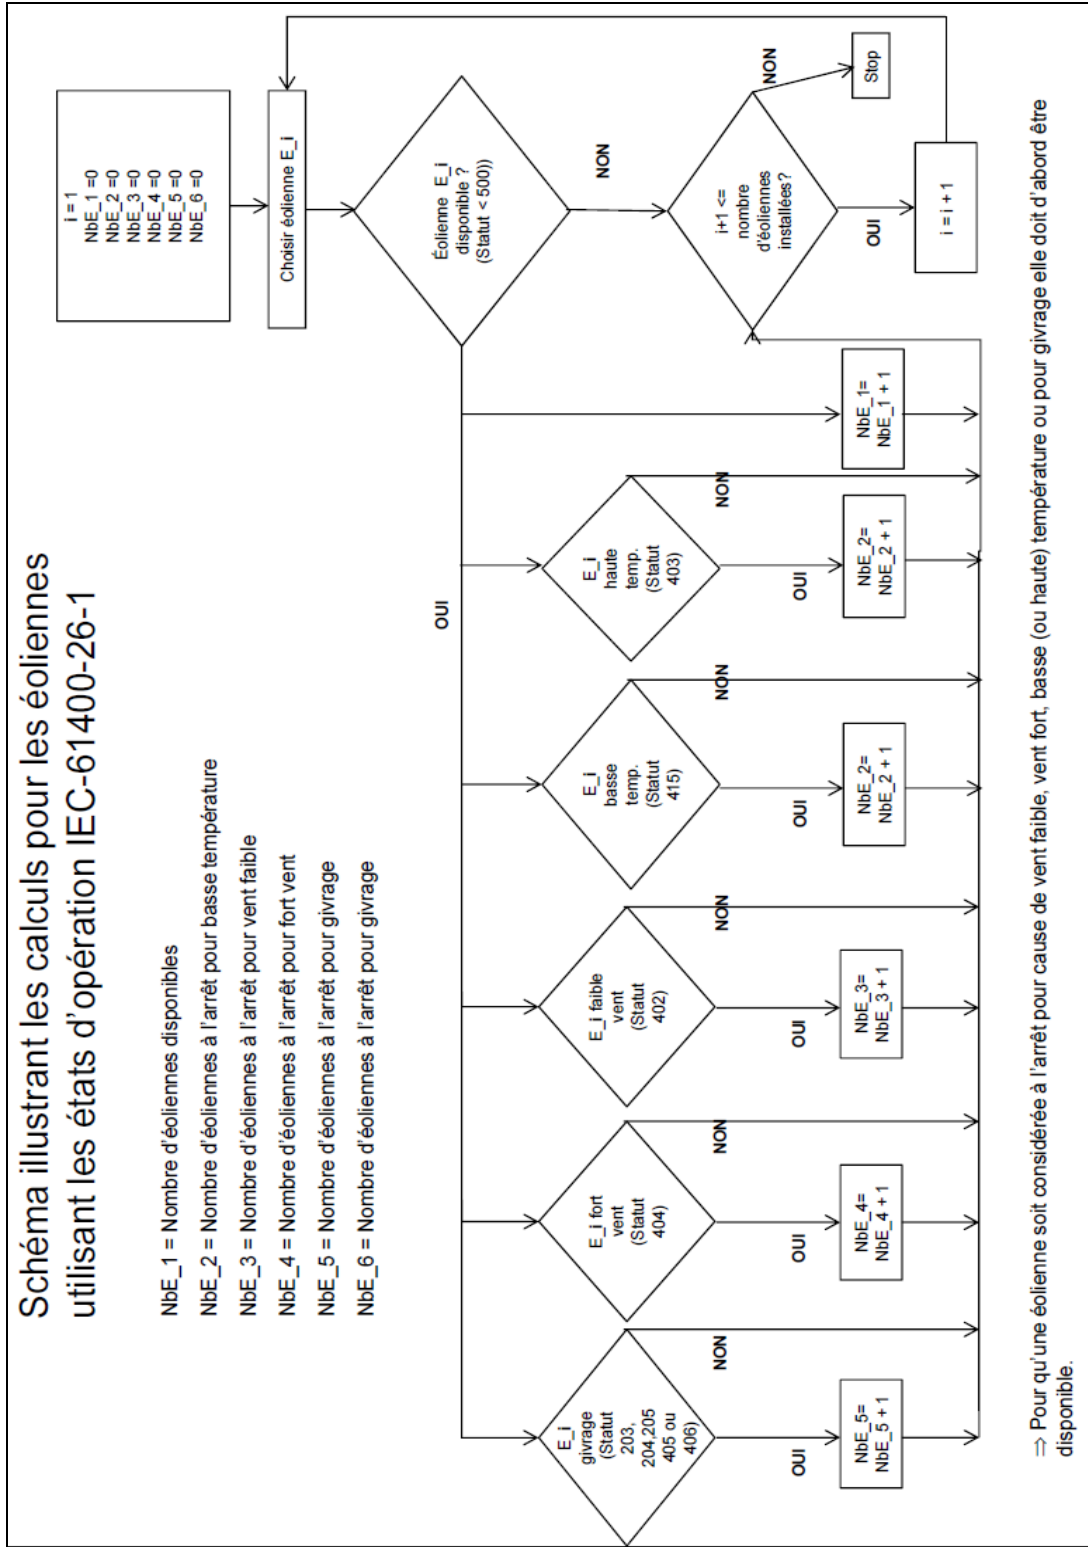 Schéma illustrant les calculs pour les éoliennes
utilisant les états d'opération IEC-61400-26-1
NbE_1 = Nombre d'éoliennes disponibles
NbE_2 = Nombre d'éoliennes à l'arrêt pour basse température
NbE_3 = Nombre d'éoliennes à l'arrêt pour vent faible
NbE_4 = Nombre d'éoliennes à l'arrêt pour fort vent
NbE_5 = Nombre d'éoliennes à l'arrêt pour givrage
NbE_6 = Nombre d'éoliennes à l'arrêt pour givrage
i = 1
NbE_1 =0
NbE_2 =0
NbE_3 =0
NbE_4 =0
NbE_5 =0
NbE_6 =0
Choisir éolienne E_i
Éolienne E_i
disponible ?
(Statut < 500))
OUI
NON
E_i
givrage
(Statut
203,
204,205
405 ou
406)
NON
OUI
NbE_5=
NbE_5 + 1
E_i fort
vent
(Statut
404)
NON
OUI
NbE_4=
NbE_4 + 1
E_i faible
vent
(Statut
402)
NON
OUI
NbE_3=
NbE_3 + 1
E_i
basse
temp.
(Statut
415)
NON
OUI
NbE_2=
NbE_2 + 1
E_i
haute
temp.
(Statut
403)
NON
OUI
NbE_2=
NbE_2 + 1
NbE_1=
NbE_1 + 1
i+1 <=
nombre
d'éoliennes
installées?
NON
Stop
OUI
i = i + 1
⇒ Pour qu'une éolienne soit considérée à l'arrêt pour cause de vent faible, vent fort, basse (ou haute) température ou pour givrage elle doit d'abord être
disponible.